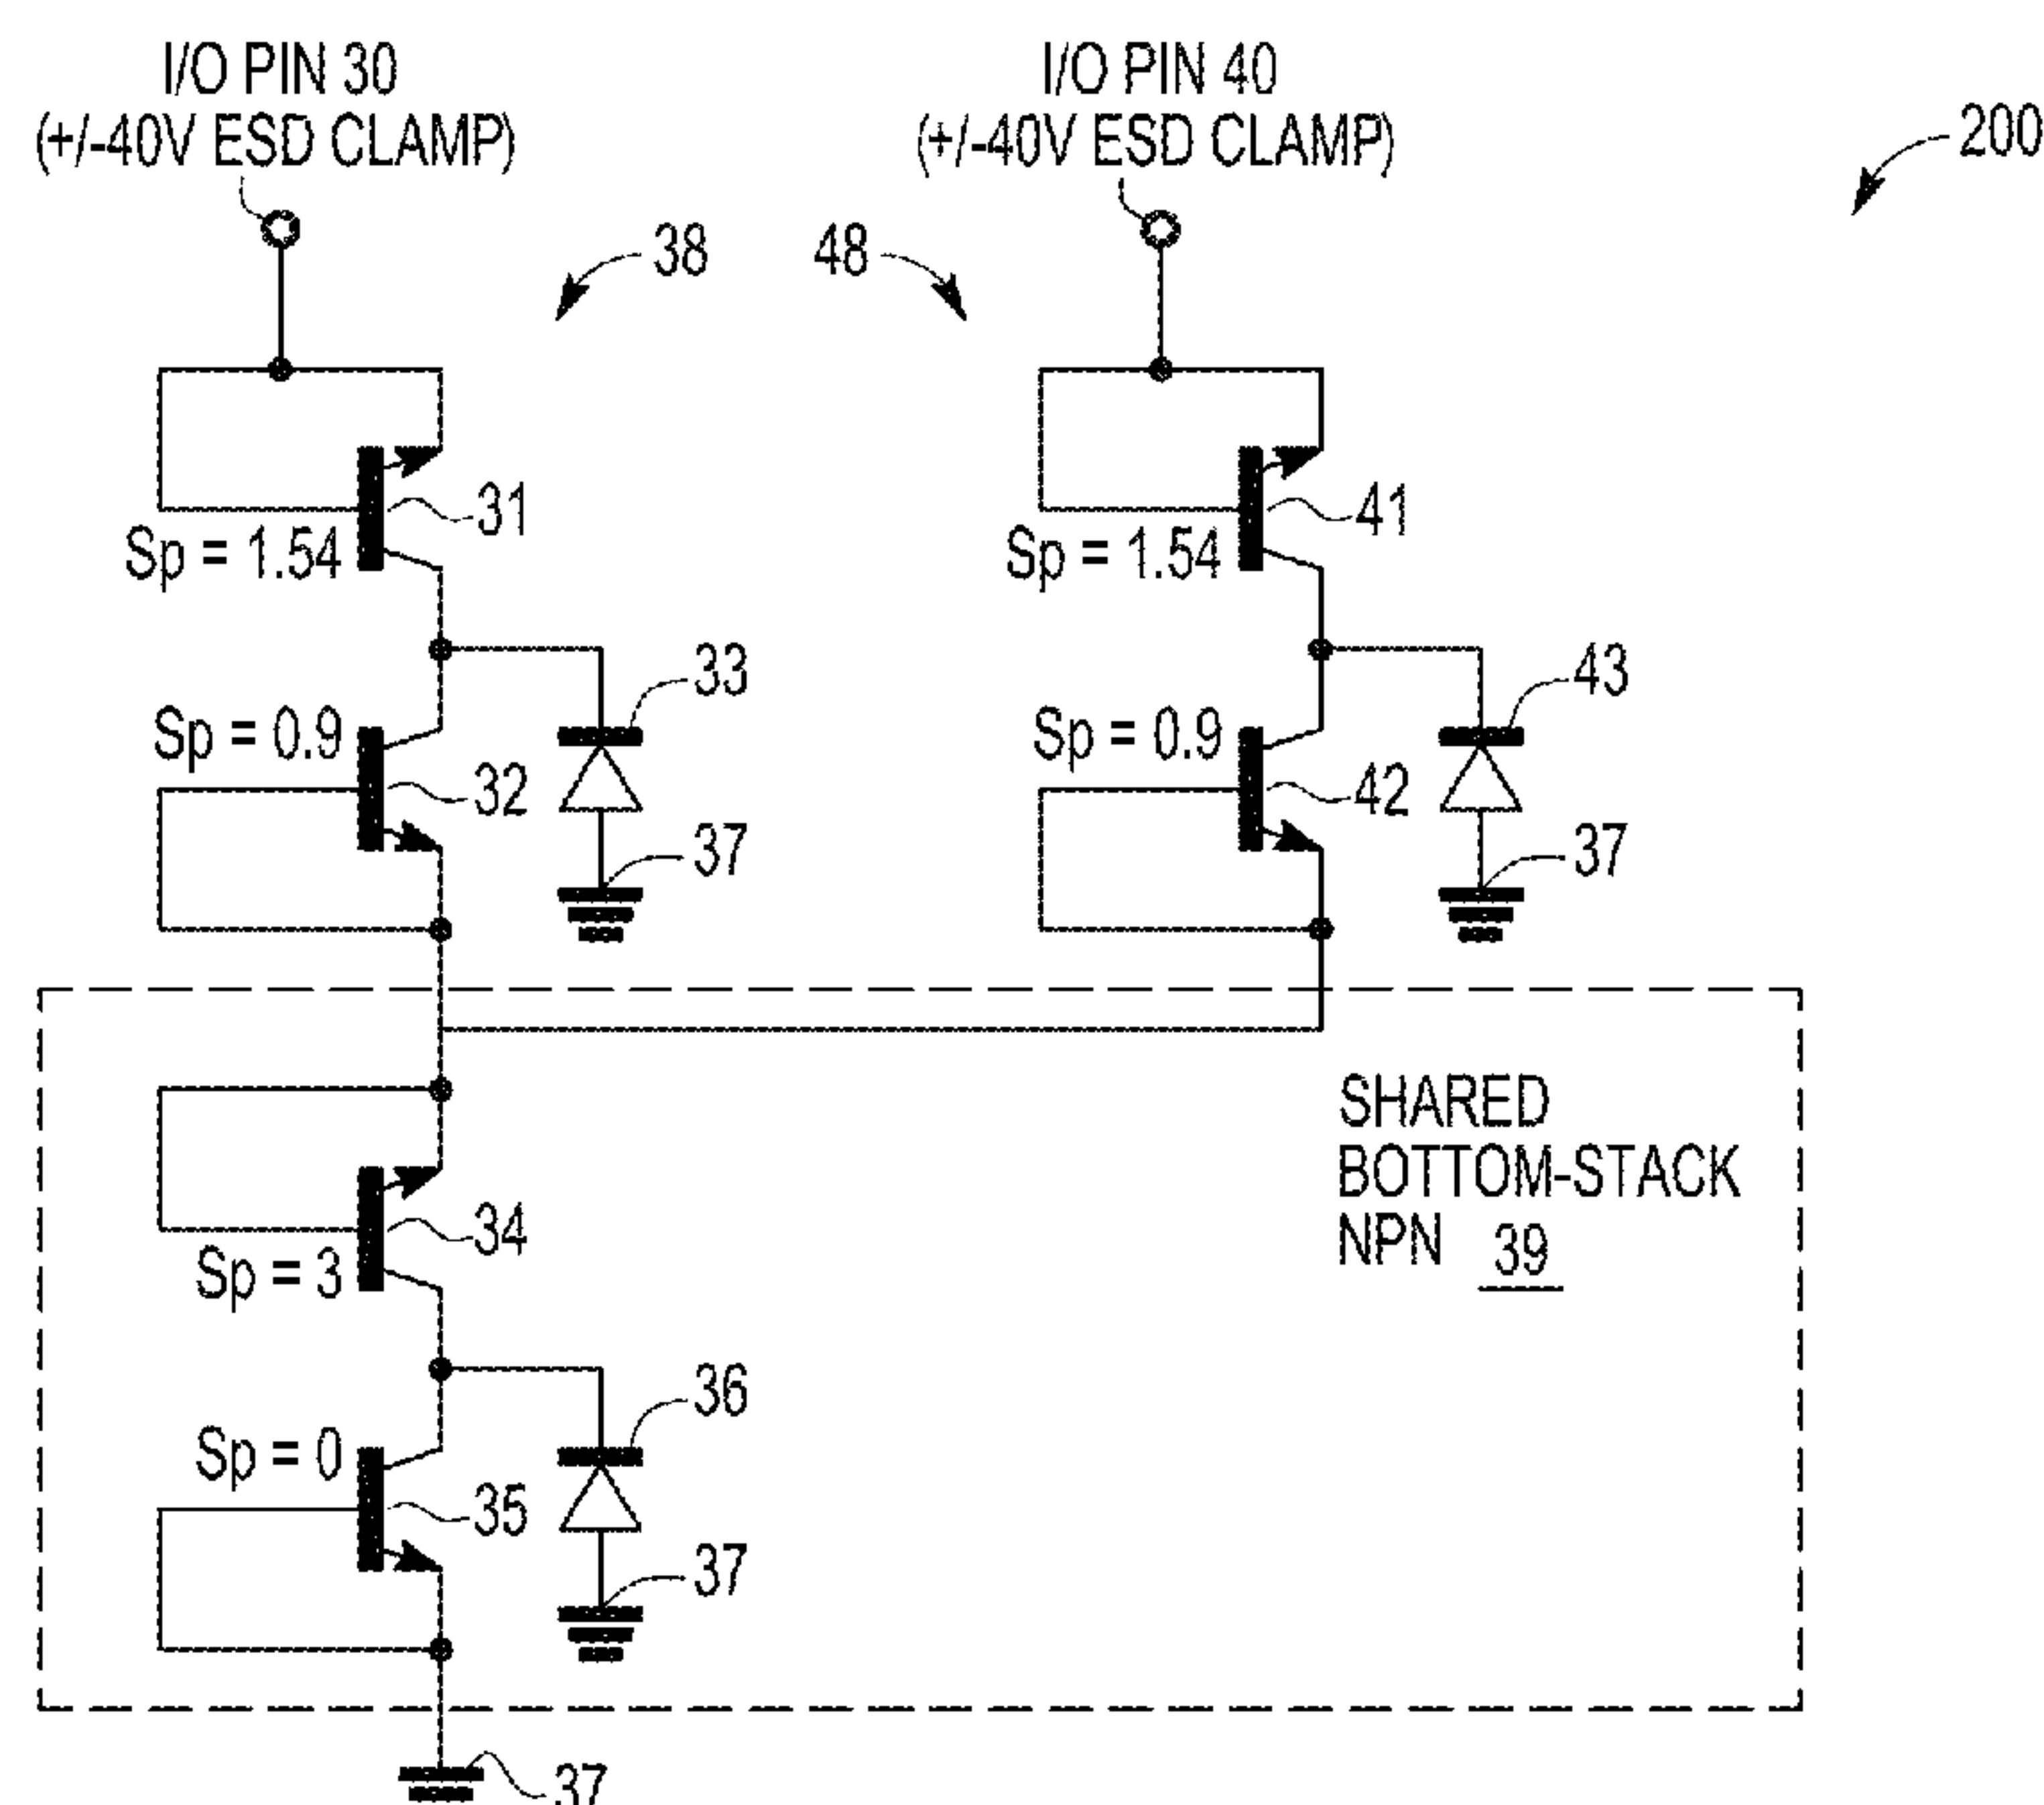 I/O PIN 30
(+/-40V ESD CLAMP)
I/O PIN 40
(+/-40V ESD CLAMP)
200
38
48
31
Sp = 1.54
41
Sp = 1.54
33
43
Sp = 0.9
32
Sp = 0.9
42
37
37
SHARED
BOTTOM-STACK
NPN 39
34
Sp = 3
36
Sp = 0
35
37
37